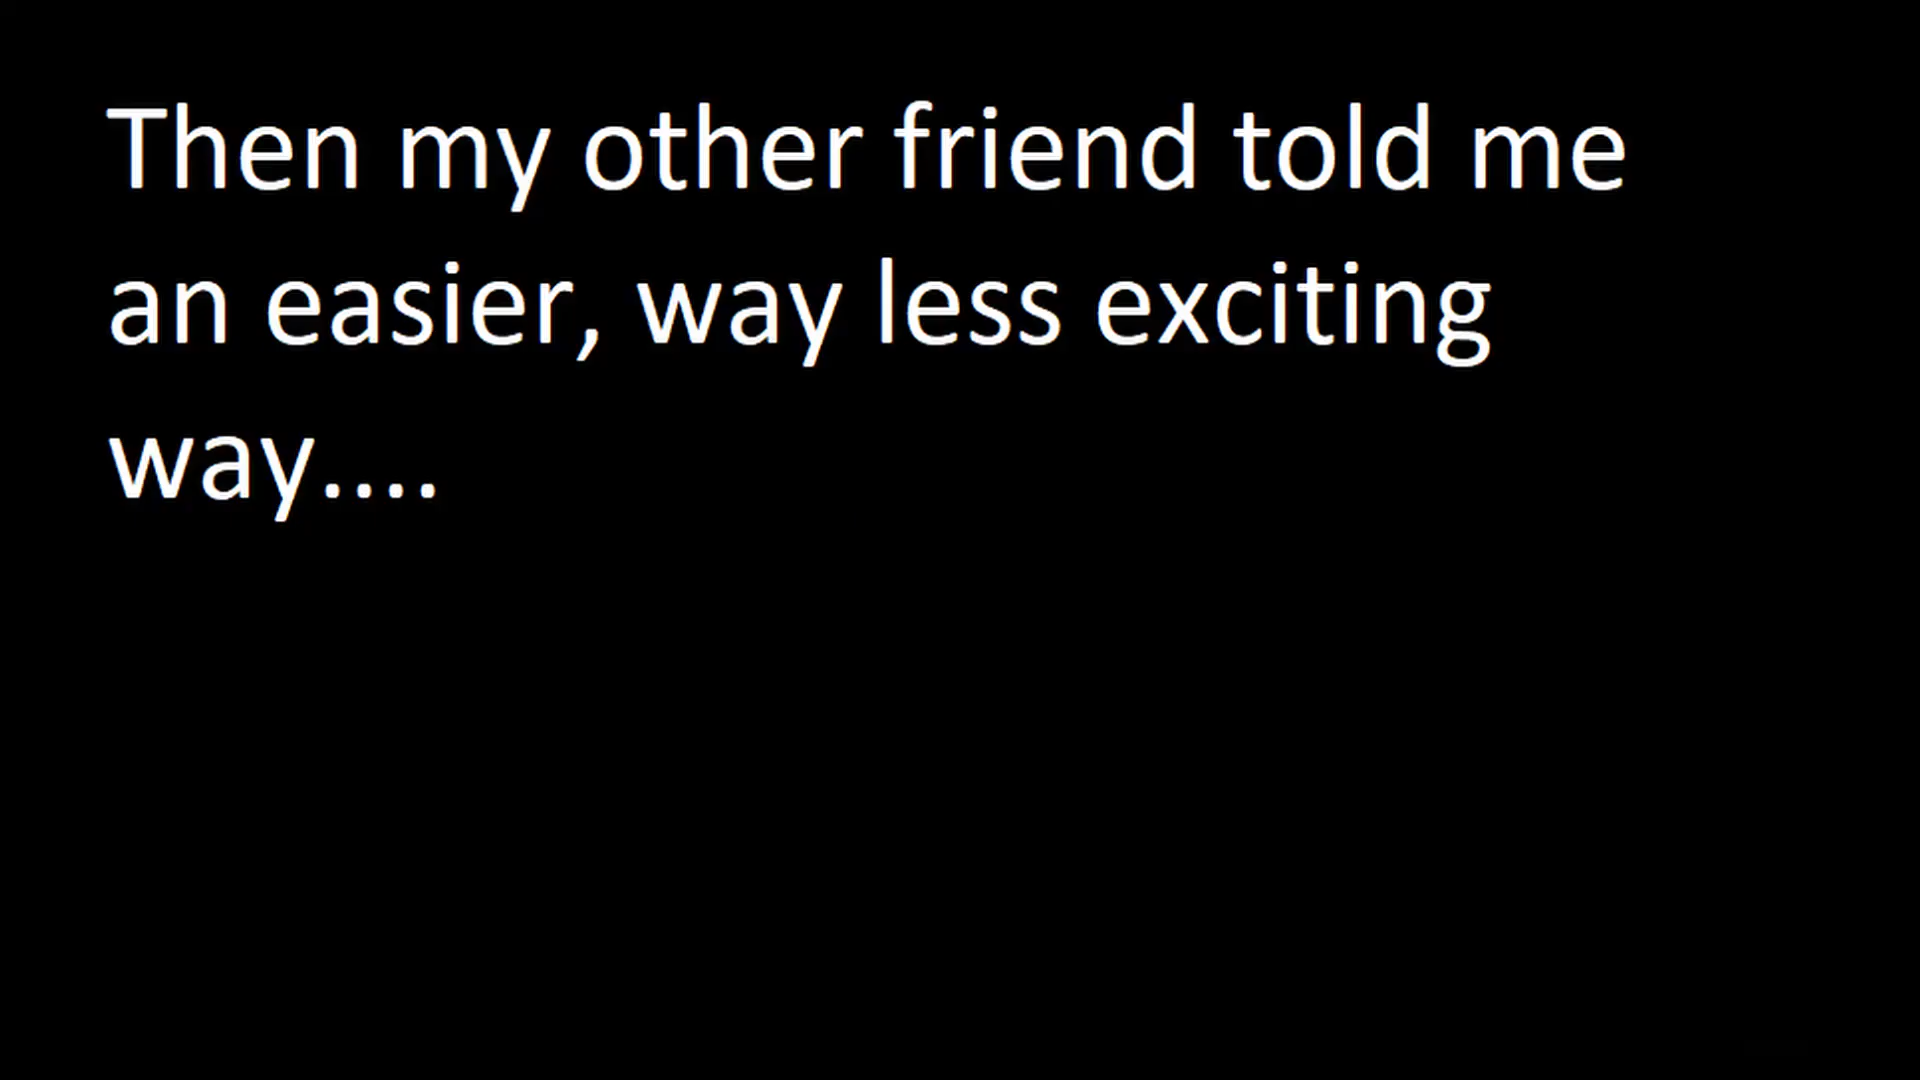 Then my other friend told me
an easier, way less exciting
way....